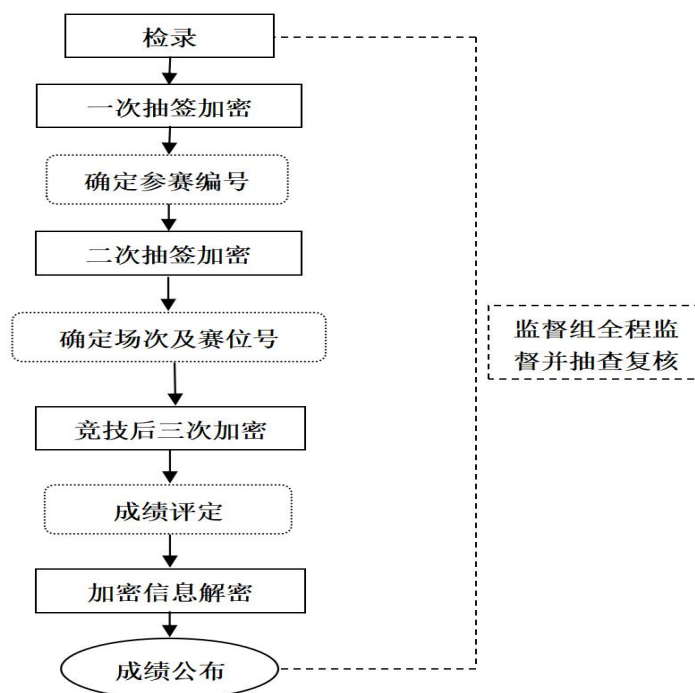 检录
一次抽签加密
确定参赛编号
二次抽签加密
确定场次及赛位号
监督组全程监
督并抽查复核
竞技后三次加密
成绩评定
加密信息解密
成绩公布